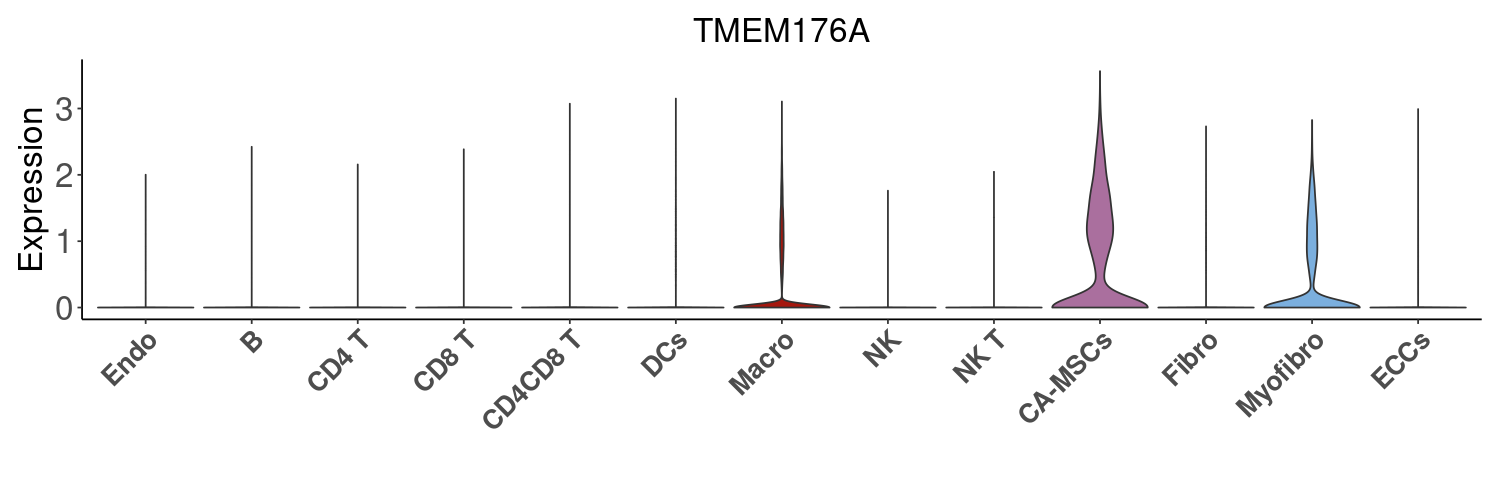 TMEM176A
Expression
3
2
1
0
Endo
B
CD4 T
CD8 T
CD4CD8 T
DCs
Macro
NK
NK T
CA-MSCs
Fibro
Myofibro
ECCs